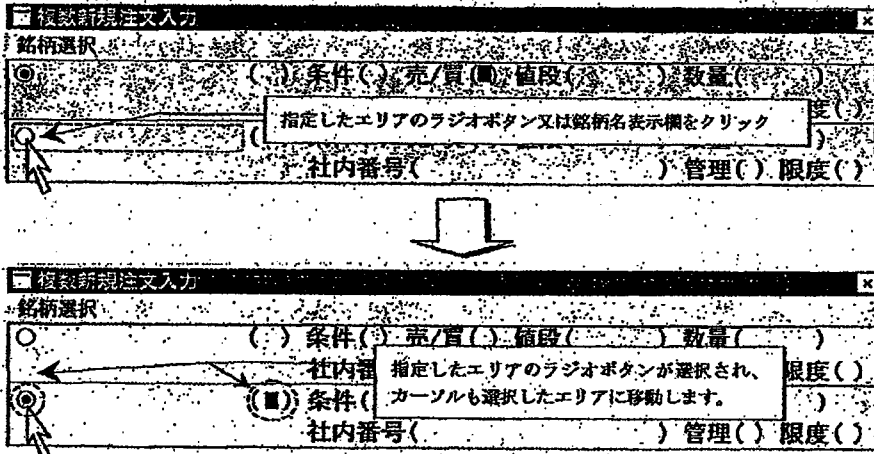 複数新規注文入力
銘柄選択
( ) 条件( ) 売/買(■) 値段( ) 数量( )
指定したエリアのラジオボタン又は銘柄名表示欄をクリック
度( )
( )
社内番号( ) 管理( ) 限度( )
複数新規注文入力
銘柄選択
( ) 条件( ) 売/買( ) 値段( ) 数量( )
社内番 限度( )
指定したエリアのラジオボタンが選択され、
カーソルも選択したエリアに移動します。
(■) 条件( )
社内番号( ) 管理( ) 限度( )